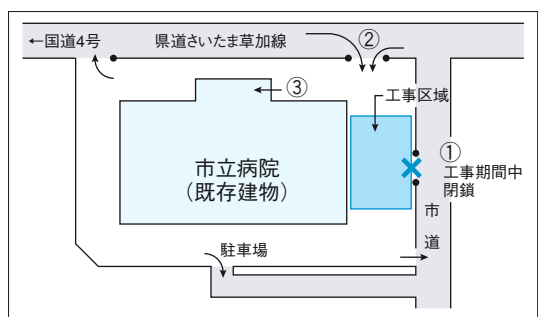 ←国道4号
県道さいたま草加線
②
③
工事区域
①
工事期間中
閉鎖
市立病院
(既存建物)
市道
駐車場